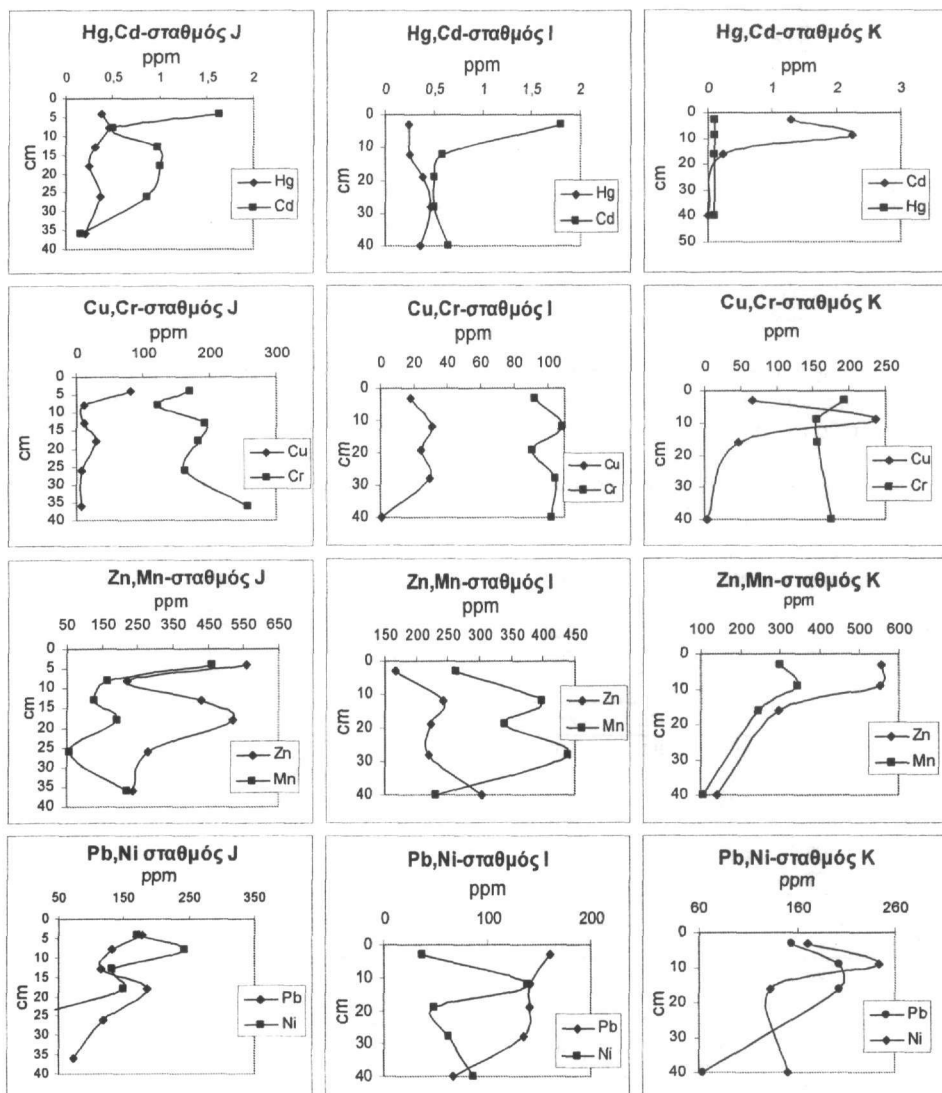 Hg,Cd-σταθμός J
ppm
0 0,5 1 1,5 2
0
5
10
15
20
25
30
35
40
cm
Hg
Cd
Hg,Cd-σταθμός I
ppm
0 0,5 1 1,5 2
0
10
20
30
40
cm
Hg
Cd
Hg,Cd-σταθμός K
ppm
0 1 2 3
0
10
20
30
40
50
cm
Cd
Hg
Cu,Cr-σταθμός J
ppm
0 100 200 300
0
5
10
15
20
25
30
35
40
cm
Cu
Cr
Cu,Cr-σταθμός I
ppm
0 20 40 60 80 100
0
10
20
30
40
cm
Cu
Cr
Cu,Cr-σταθμός K
ppm
0 50 100 150 200 250
0
10
20
30
40
cm
Cu
Cr
Zn,Mn-σταθμός J
ppm
50 150 250 350 450 550 650
0
5
10
15
20
25
30
35
40
cm
Zn
Mn
Zn,Mn-σταθμός I
ppm
150 200 250 300 350 400 450
0
10
20
30
40
cm
Zn
Mn
Zn,Mn-σταθμός K
ppm
100 200 300 400 500 600
0
10
20
30
40
cm
Zn
Mn
Pb,Ni σταθμός J
ppm
50 150 250 350
0
5
10
15
20
25
30
35
40
cm
Pb
Ni
Pb,Ni-σταθμός I
ppm
0 100 200
0
10
20
30
40
cm
Pb
Ni
Pb,Ni-σταθμός K
ppm
60 160 260
0
10
20
30
40
cm
Pb
Ni